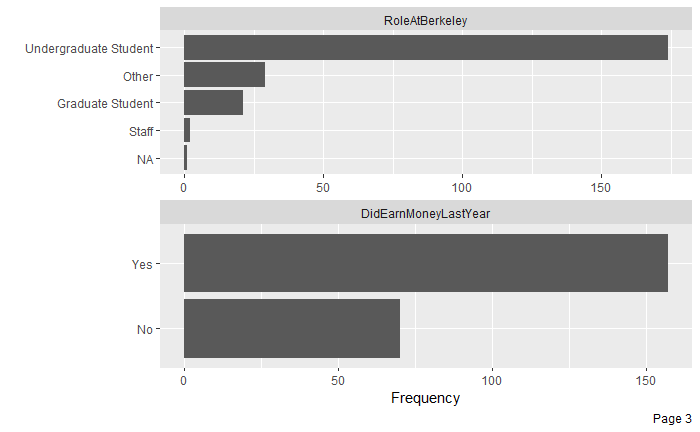 RoleAtBerkeley
Undergraduate Student
Other
Graduate Student
Staff
NA
0 50 100 150
DidEarnMoneyLastYear
Yes
No
0 50 100 150
Frequency
Page 3